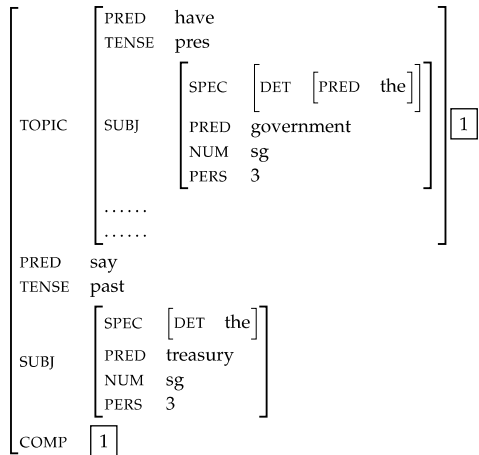 PRED have
TENSE pres
SPEC [DET [PRED the]]
TOPIC SUBJ PRED government 1
NUM sg
PERS 3
......
......
PRED say
TENSE past
SPEC [DET the]
SUBJ PRED treasury
NUM sg
PERS 3
COMP 1